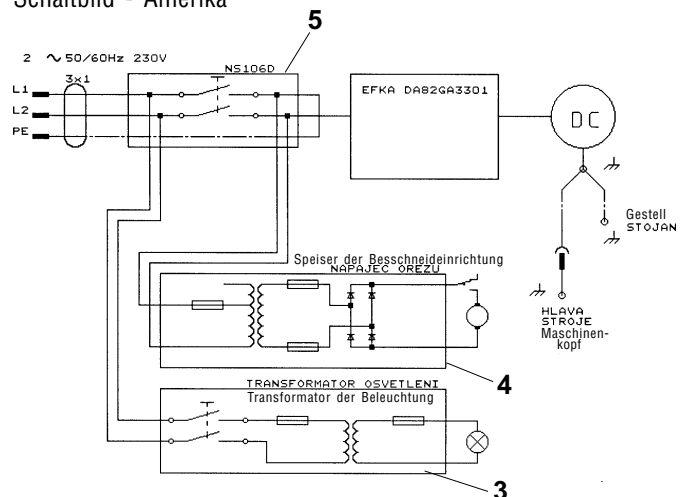 Schaltbild - Amerika
5
2 ∿ 50/60Hz 230V
NS106D
3x1
L1
L2
PE
EFKA DA82GA3301
DC
Gestell
STOJAN
Speiser der Besschneideinrichtung
NAPAJEC OREZU
HLAVA
STROJE
Maschinen-
kopf
4
TRANSFORMATOR OSVETLENI
Transformator der Beleuchtung
3